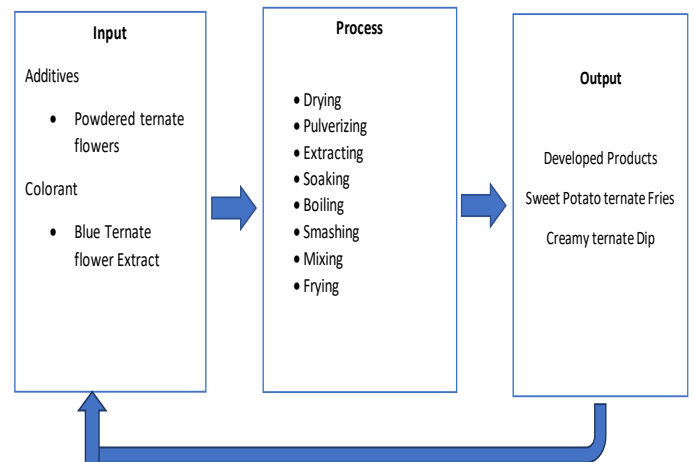 Input
Additives
• Powdered ternate
flowers
Colorant
• Blue Ternate
flower Extract
Process
• Drying
• Pulverizing
• Extracting
• Soaking
• Boiling
• Smashing
• Mixing
• Frying
Output
Developed Products
Sweet Potato ternate Fries
Creamy ternate Dip